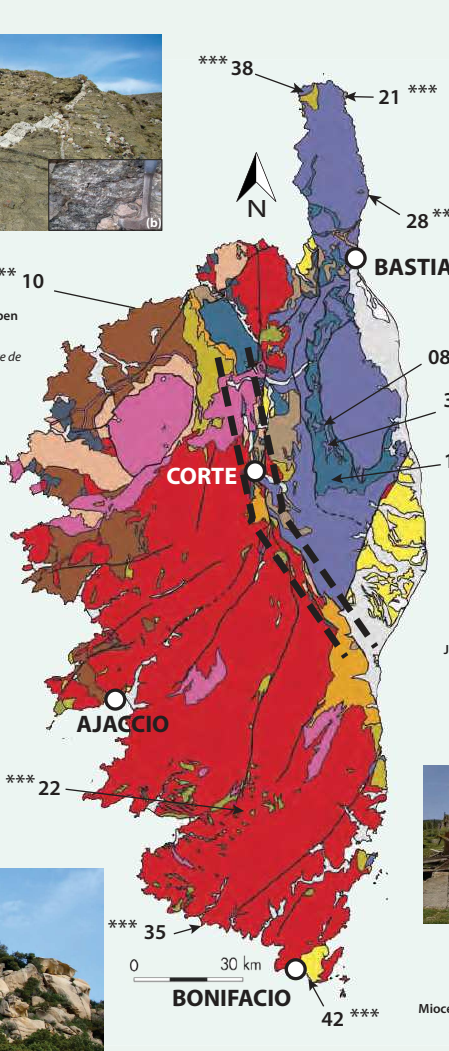 *** 38
21 ***
(b)
N
28 **
BASTIA
** 10
pen
e de
08
3
1
CORTE
J
AJACCIO
*** 22
*** 35
0 30 km
BONIFACIO
42 ***
Mioce